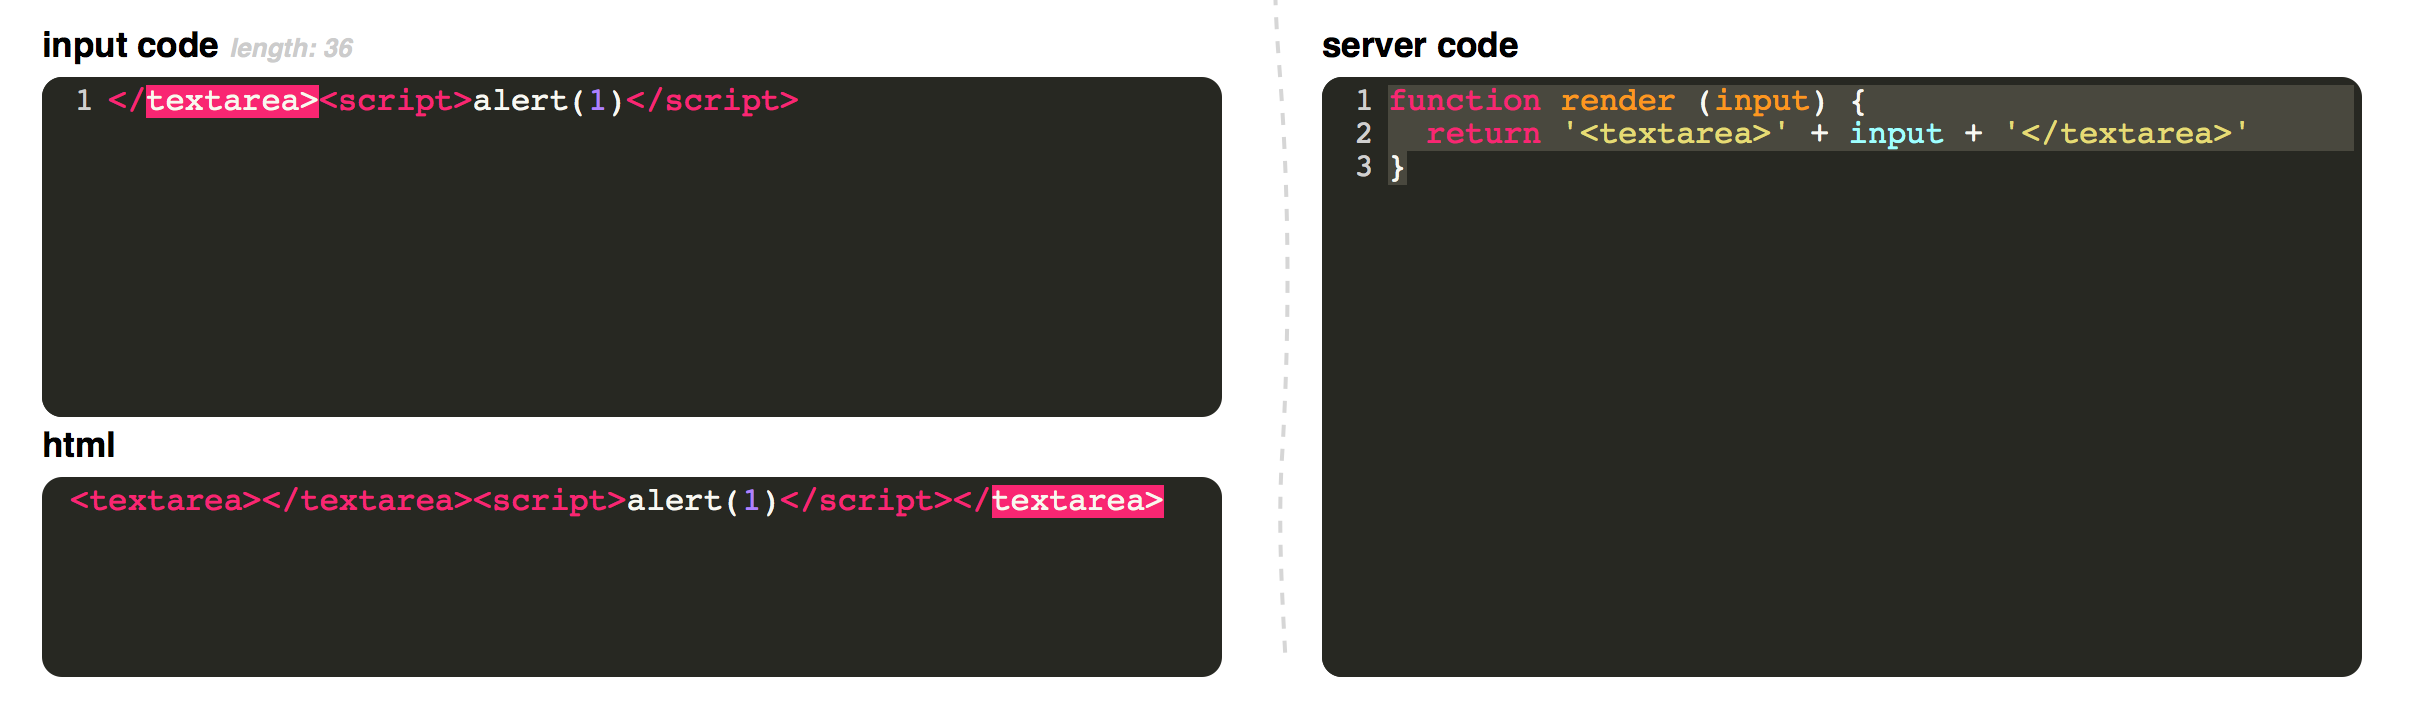 input code length: 36
1 </textarea><script>alert(1)</script>
html
<textarea></textarea><script>alert(1)</script></textarea>
server code
1 function render (input) {
2   return '<textarea>' + input + '</textarea>'
3 }